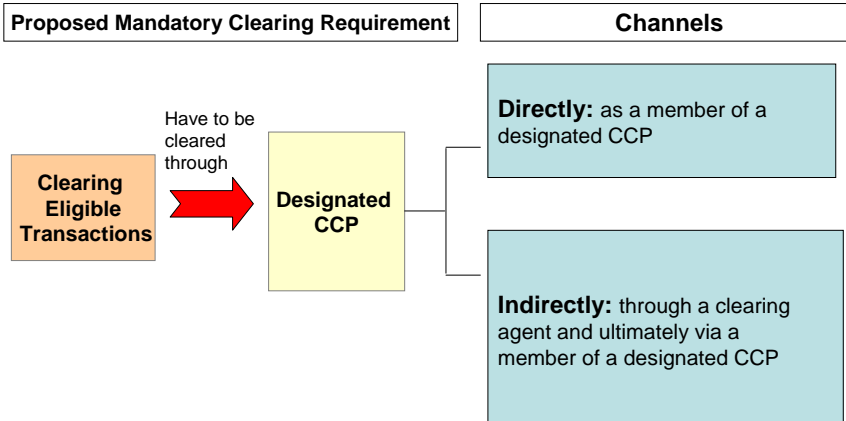 Proposed Mandatory Clearing Requirement
Channels
Have to be
cleared
through
Clearing
Eligible
Transactions
Designated
CCP
Directly: as a member of a
designated CCP
Indirectly: through a clearing
agent and ultimately via a
member of a designated CCP